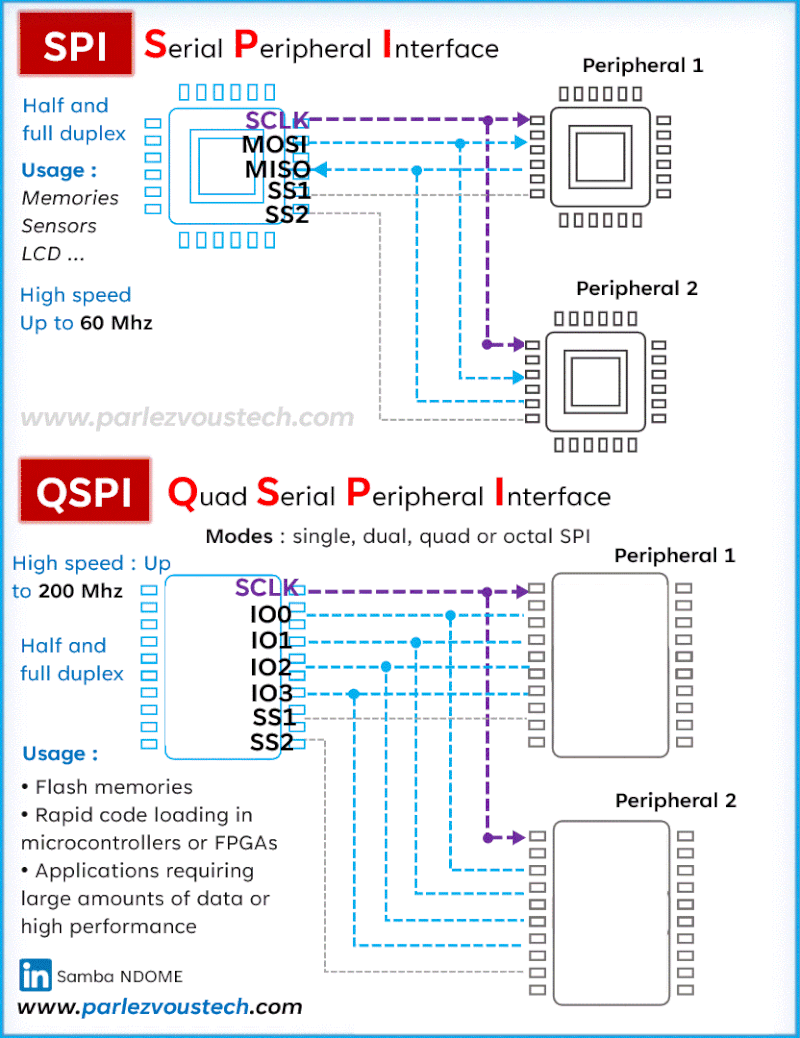 SPI Serial Peripheral Interface
Peripheral 1
Half and
full duplex
Usage :
Memories
Sensors
LCD ...
High speed
Up to 60 Mhz
SCLK
MOSI
MISO
SS1
SS2
Peripheral 2
www.parlezvoustech.com
QSPI Quad Serial Peripheral Interface
Modes : single, dual, quad or octal SPI
Peripheral 1
High speed : Up
to 200 Mhz
Half and
full duplex
SCLK
IO0
IO1
IO2
IO3
SS1
SS2
Usage :
• Flash memories
• Rapid code loading in
microcontrollers or FPGAs
• Applications requiring
large amounts of data or
high performance
Peripheral 2
in Samba NDOME
www.parlezvoustech.com